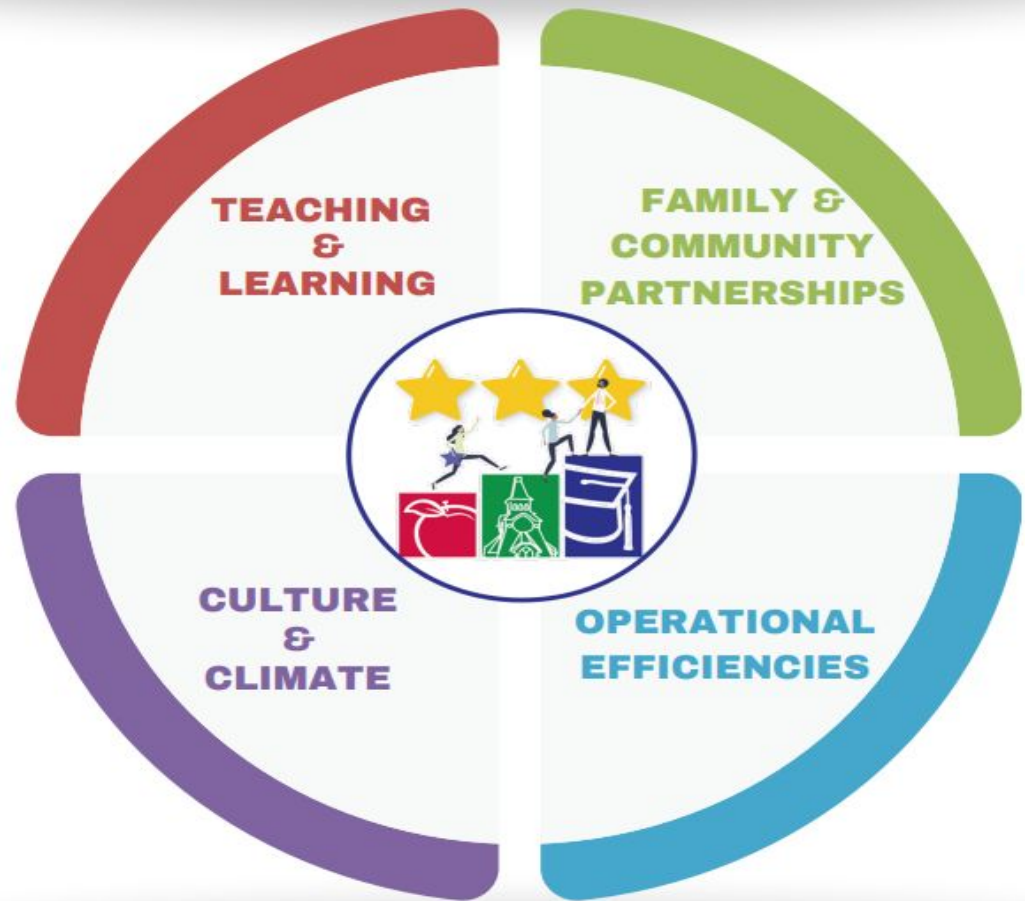 TEACHING
&
LEARNING
FAMILY &
COMMUNITY
PARTNERSHIPS
CULTURE
&
CLIMATE
OPERATIONAL
EFFICIENCIES